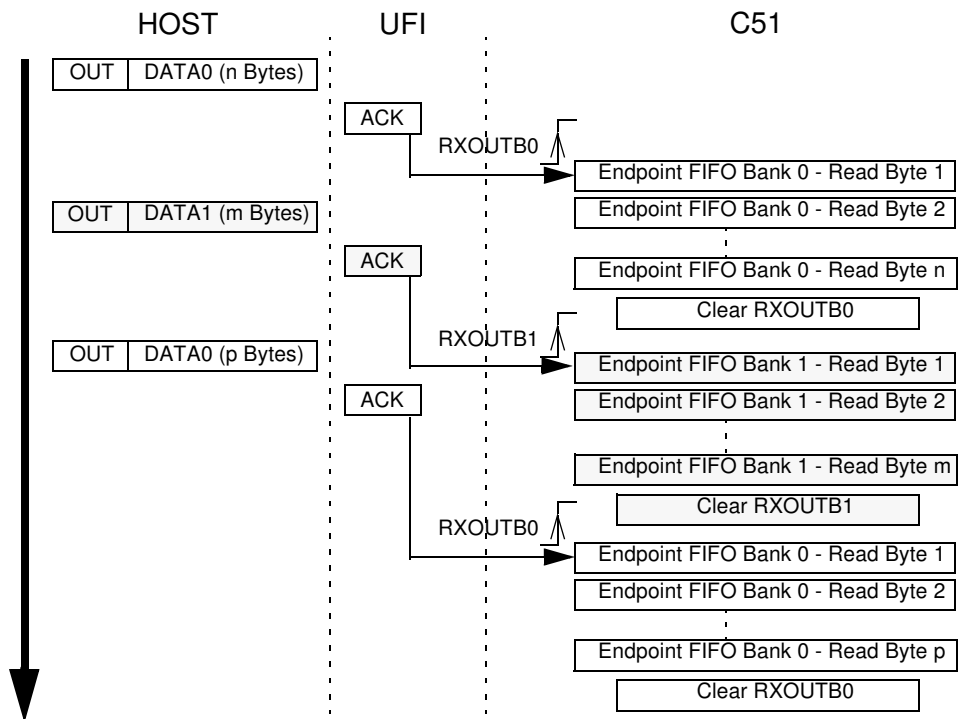 HOST UFI C51
OUT DATA0 (n Bytes)
ACK
RXOUTB0
Endpoint FIFO Bank 0 - Read Byte 1
OUT DATA1 (m Bytes)
Endpoint FIFO Bank 0 - Read Byte 2
ACK
Endpoint FIFO Bank 0 - Read Byte n
Clear RXOUTB0
RXOUTB1
OUT DATA0 (p Bytes)
Endpoint FIFO Bank 1 - Read Byte 1
ACK
Endpoint FIFO Bank 1 - Read Byte 2
Endpoint FIFO Bank 1 - Read Byte m
Clear RXOUTB1
RXOUTB0
Endpoint FIFO Bank 0 - Read Byte 1
Endpoint FIFO Bank 0 - Read Byte 2
Endpoint FIFO Bank 0 - Read Byte p
Clear RXOUTB0